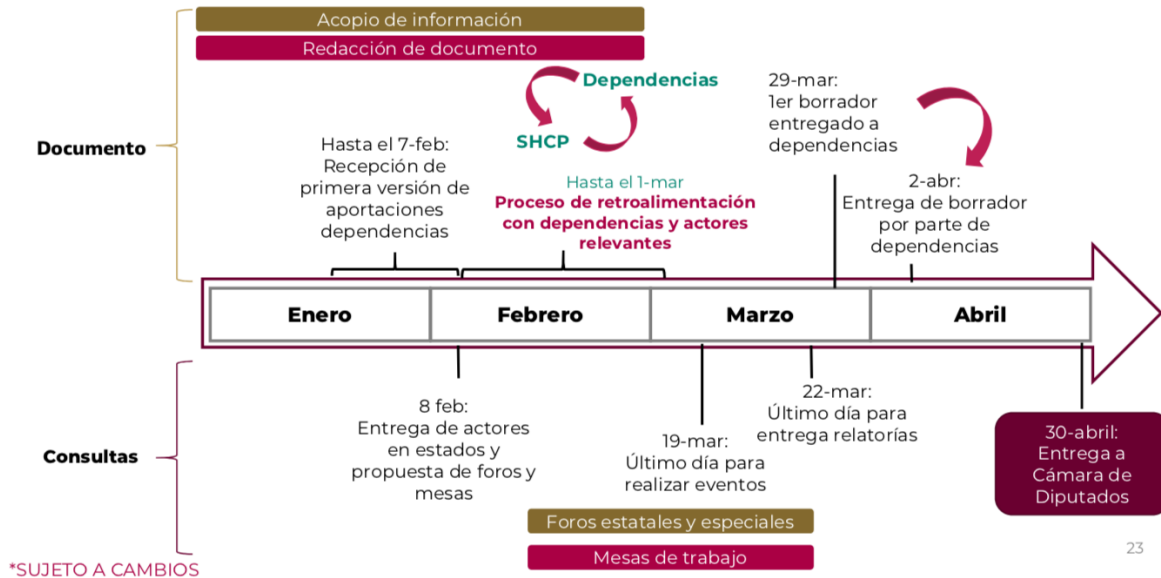 Acopio de información
Redacción de documento
Dependencias
SHCP
Documento
Hasta el 7-feb:
Recepción de
primera versión de
aportaciones
dependencias
Hasta el 1-mar
Proceso de retroalimentación
con dependencias y actores
relevantes
29-mar:
1er borrador
entregado a
dependencias
2-abr:
Entrega de borrador
por parte de
dependencias
Enero
Febrero
Marzo
Abril
Consultas
8 feb:
Entrega de actores
en estados y
propuesta de foros y
mesas
19-mar:
Último día para
realizar eventos
22-mar:
Último día para
entrega relatorías
30-abril:
Entrega a
Cámara de
Diputados
Foros estatales y especiales
Mesas de trabajo
*SUJETO A CAMBIOS
23